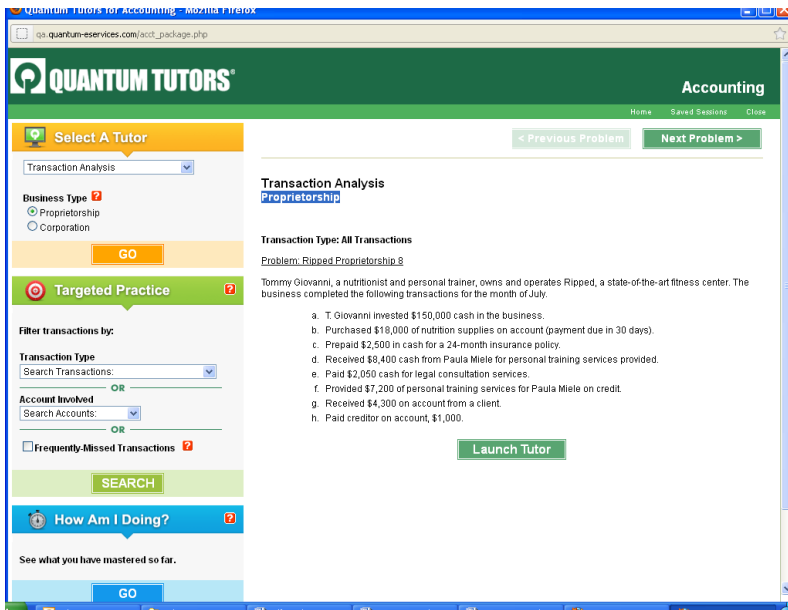 Quantum Tutors for Accounting - Mozilla Firefox
qa.quantum-eservices.com/acct_package.php
QUANTUM TUTORS®
Accounting
Home Saved Sessions Close
Select A Tutor
Transaction Analysis
Business Type ?
Proprietorship
Corporation
GO
Targeted Practice ?
Filter transactions by:
Transaction Type
Search Transactions:
OR
Account Involved
Search Accounts:
OR
Frequently-Missed Transactions ?
SEARCH
How Am I Doing? ?
See what you have mastered so far.
GO
< Previous Problem Next Problem >
Transaction Analysis
Proprietorship
Transaction Type: All Transactions
Problem: Ripped Proprietorship 8
Tommy Giovanni, a nutritionist and personal trainer, owns and operates Ripped, a state-of-the-art fitness center. The
business completed the following transactions for the month of July.
a. T. Giovanni invested $150,000 cash in the business.
b. Purchased $18,000 of nutrition supplies on account (payment due in 30 days).
c. Prepaid $2,500 in cash for a 24-month insurance policy.
d. Received $8,400 cash from Paula Miele for personal training services provided.
e. Paid $2,050 cash for legal consultation services.
f. Provided $7,200 of personal training services for Paula Miele on credit.
g. Received $4,300 on account from a client.
h. Paid creditor on account, $1,000.
Launch Tutor